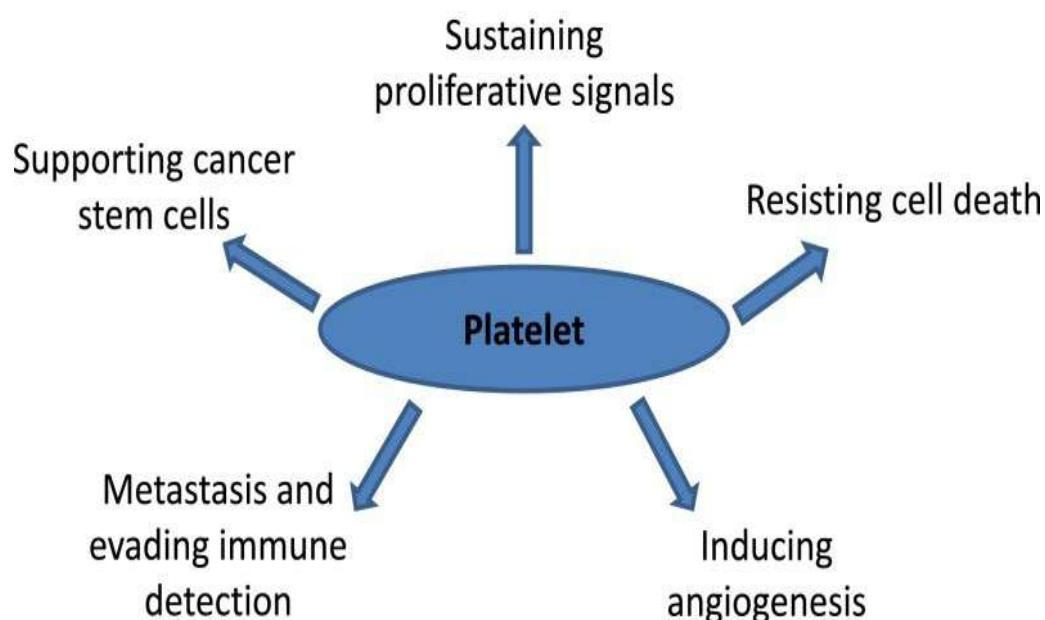 Sustaining
proliferative signals
Supporting cancer
stem cells
Resisting cell death
Platelet
Metastasis and
evading immune
detection
Inducing
angiogenesis